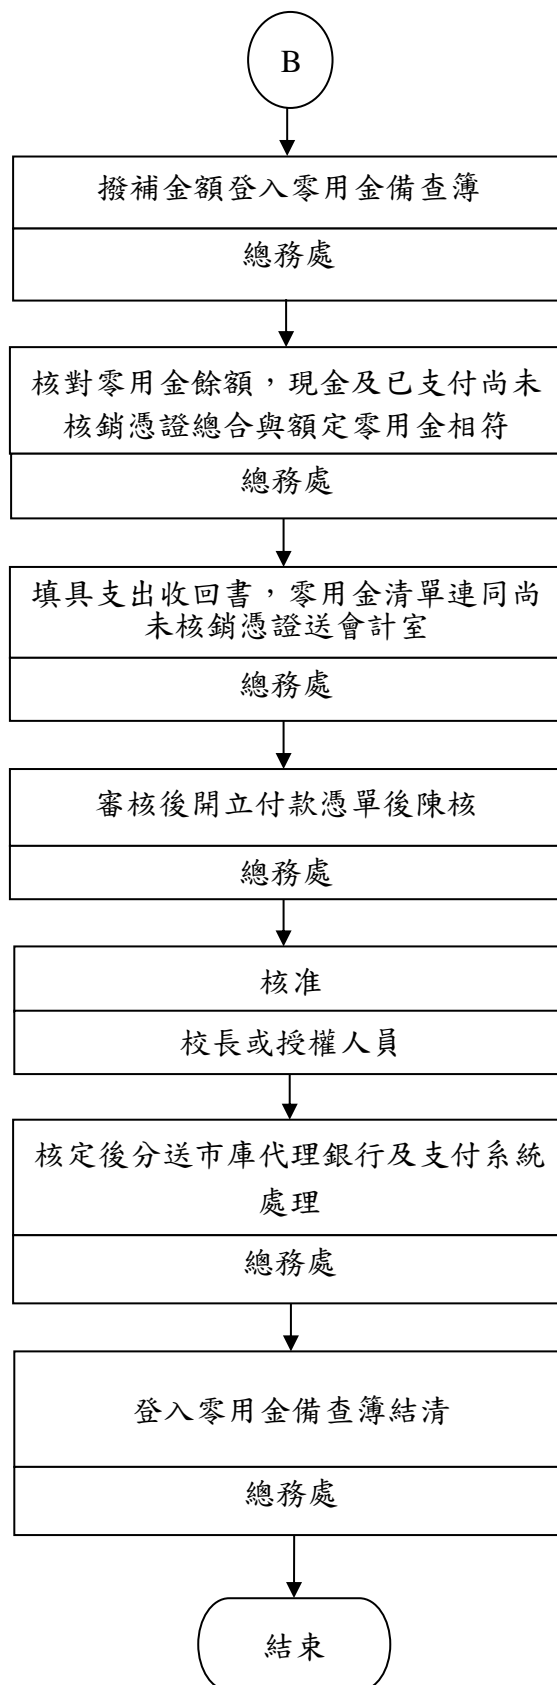 B
撥補金額登入零用金備查簿
總務處
核對零用金餘額，現金及已支付尚未
核銷憑證總合與額定零用金相符
總務處
填具支出收回書，零用金清單連同尚
未核銷憑證送會計室
總務處
審核後開立付款憑單後陳核
總務處
核准
校長或授權人員
核定後分送市庫代理銀行及支付系統
處理
總務處
登入零用金備查簿結清
總務處
結束